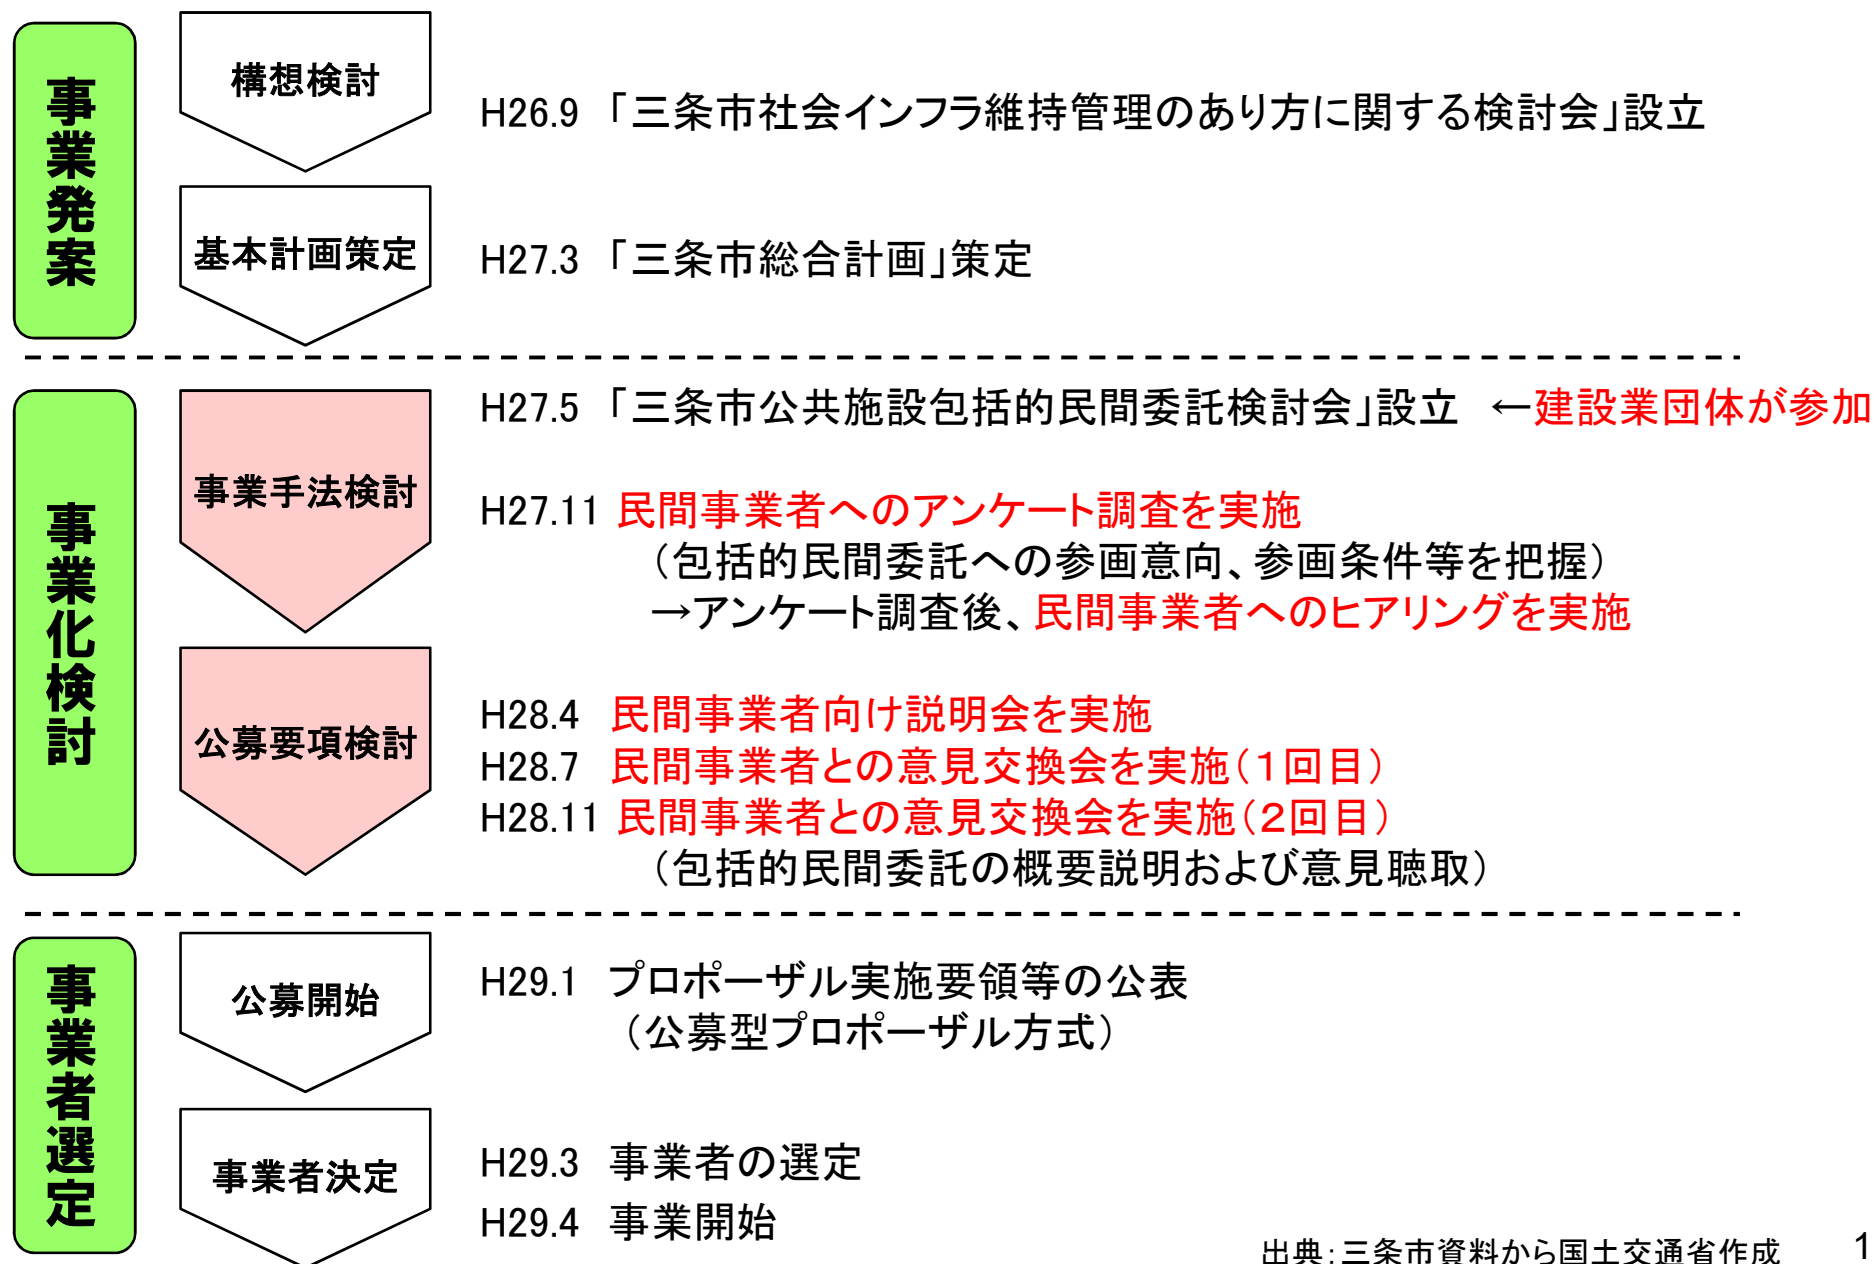 事業発案
構想検討
H26.9 「三条市社会インフラ維持管理のあり方に関する検討会」設立
基本計画策定
H27.3 「三条市総合計画」策定
事業化検討
事業手法検討
H27.5 「三条市公共施設包括的民間委託検討会」設立 ←建設業団体が参加
H27.11 民間事業者へのアンケート調査を実施
（包括的民間委託への参画意向、参画条件等を把握）
→アンケート調査後、民間事業者へのヒアリングを実施
公募要項検討
H28.4 民間事業者向け説明会を実施
H28.7 民間事業者との意見交換会を実施（１回目）
H28.11 民間事業者との意見交換会を実施（２回目）
（包括的民間委託の概要説明および意見聴取）
事業者選定
公募開始
H29.1 プロポーザル実施要領等の公表
（公募型プロポーザル方式）
事業者決定
H29.3 事業者の選定
H29.4 事業開始
出典：三条市資料から国土交通省作成 1